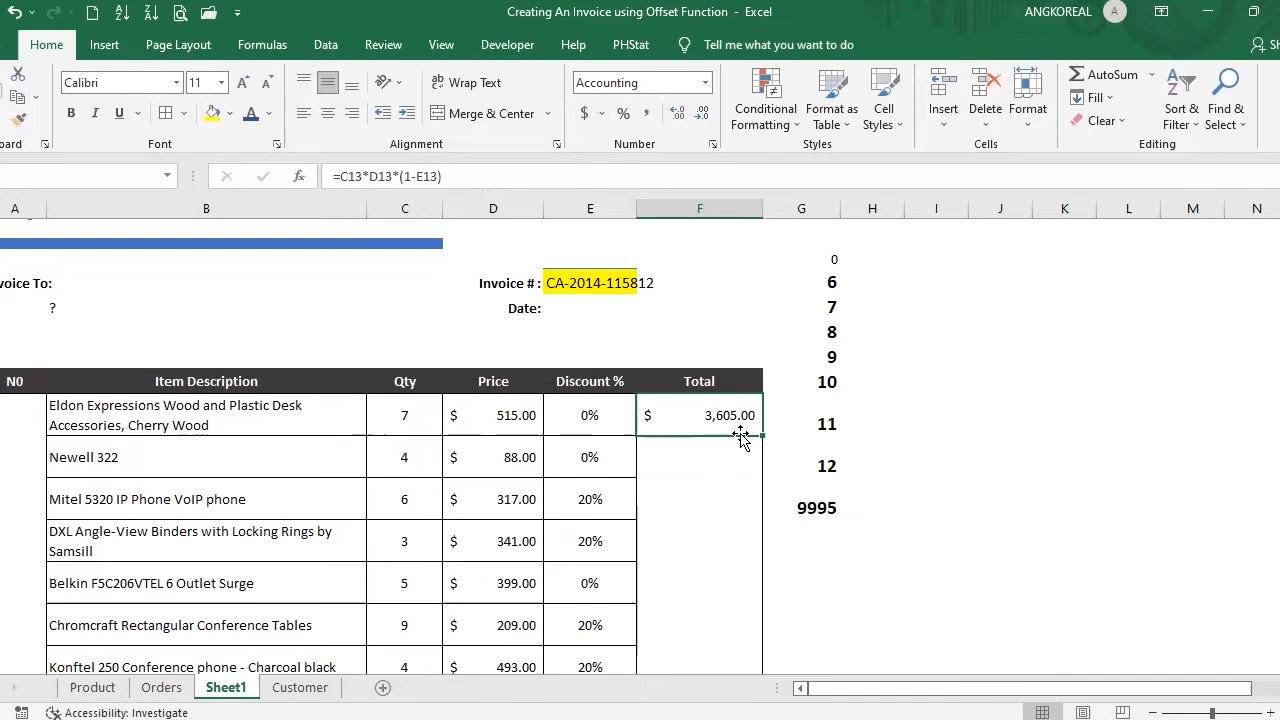 Creating An Invoice using Offset Function - Excel
ANGKOREAL
A
Home Insert Page Layout Formulas Data Review View Developer Help PHStat Tell me what you want to do
Calibri 11 Wrap Text Accounting AutoSum
B I U A Merge & Center $ % Conditional Formatting Format as Table Cell Styles Insert Delete Format Fill Clear Sort & Filter Find & Select
oard Font Alignment Number Styles Cells Editing
fx =C13*D13*(1-E13)
A B C D E F G H I J K L M N
0
voice To: Invoice # : CA-2014-115812 6
? Date: 7
8
9
N0 Item Description Qty Price Discount % Total 10
Eldon Expressions Wood and Plastic Desk
Accessories, Cherry Wood 7 $ 515.00 0% $ 3,605.00 11
Newell 322 4 $ 88.00 0% 12
Mitel 5320 IP Phone VoIP phone 6 $ 317.00 20% 9995
DXL Angle-View Binders with Locking Rings by
Samsill 3 $ 341.00 20%
Belkin F5C206VTEL 6 Outlet Surge 5 $ 399.00 0%
Chromcraft Rectangular Conference Tables 9 $ 209.00 20%
Konftel 250 Conference phone - Charcoal black 4 $ 493.00 20%
Product Orders Sheet1 Customer
Accessibility: Investigate